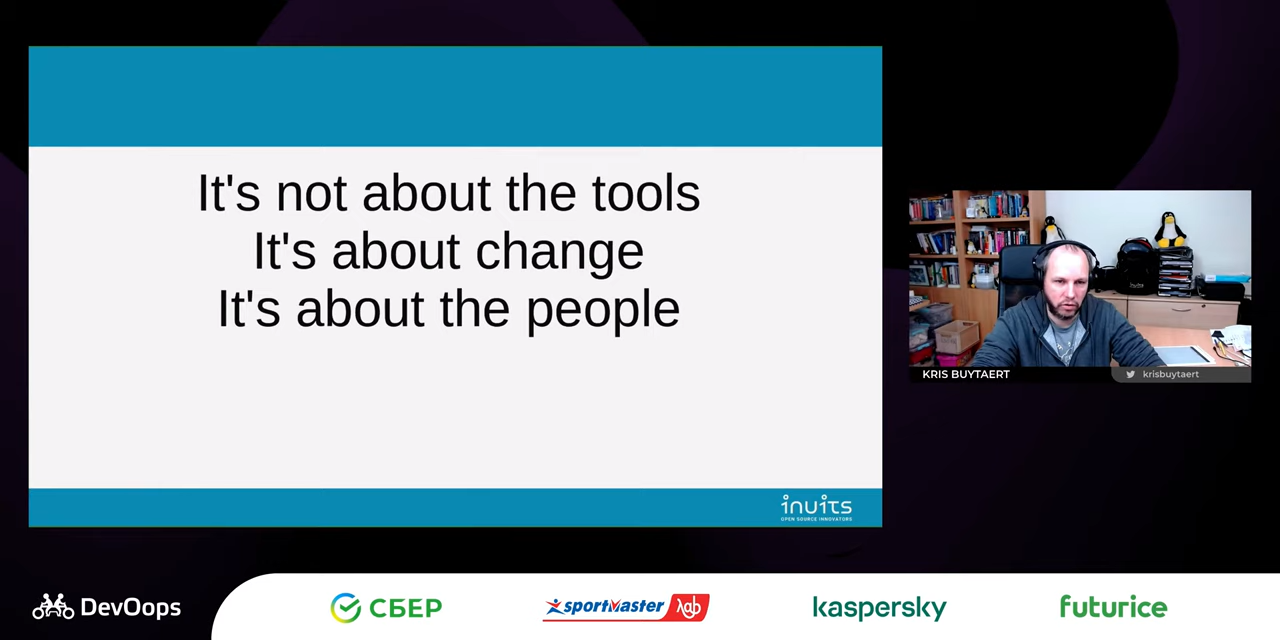 It's not about the tools
It's about change
It's about the people
inuits
OPEN SOURCE INNOVATORS
KRIS BUYTAERT
krisbuytaert
DevOops
СБЕР
sportmaster лаб
kaspersky
futurice